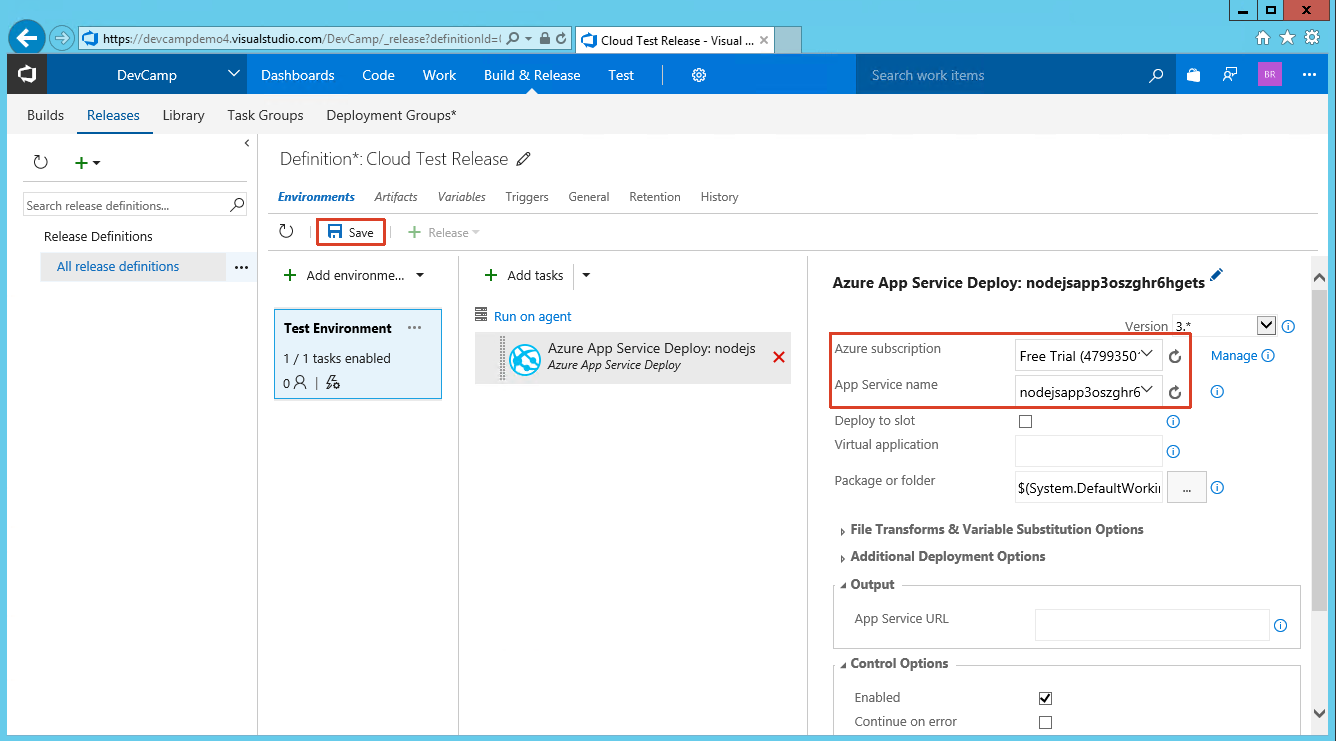 https://devcampdemo4.visualstudio.com/DevCamp/_release?definitionId=
Cloud Test Release - Visual ...
DevCamp
Dashboards
Code
Work
Build & Release
Test
Search work items
BR
Builds
Releases
Library
Task Groups
Deployment Groups*
Search release definitions...
Release Definitions
All release definitions
...
Definition*: Cloud Test Release
Environments
Artifacts
Variables
Triggers
General
Retention
History
Save
Release
Add environme...
Test Environment
...
1 / 1 tasks enabled
0
Add tasks
Run on agent
Azure App Service Deploy: nodejs
Azure App Service Deploy
Azure App Service Deploy: nodejsapp3oszghr6hgets
Version 3.*
Azure subscription
Free Trial (4799350
Manage
App Service name
nodejsapp3oszghr6
Deploy to slot
Virtual application
Package or folder
$(System.DefaultWorki
...
File Transforms & Variable Substitution Options
Additional Deployment Options
Output
App Service URL
Control Options
Enabled
Continue on error